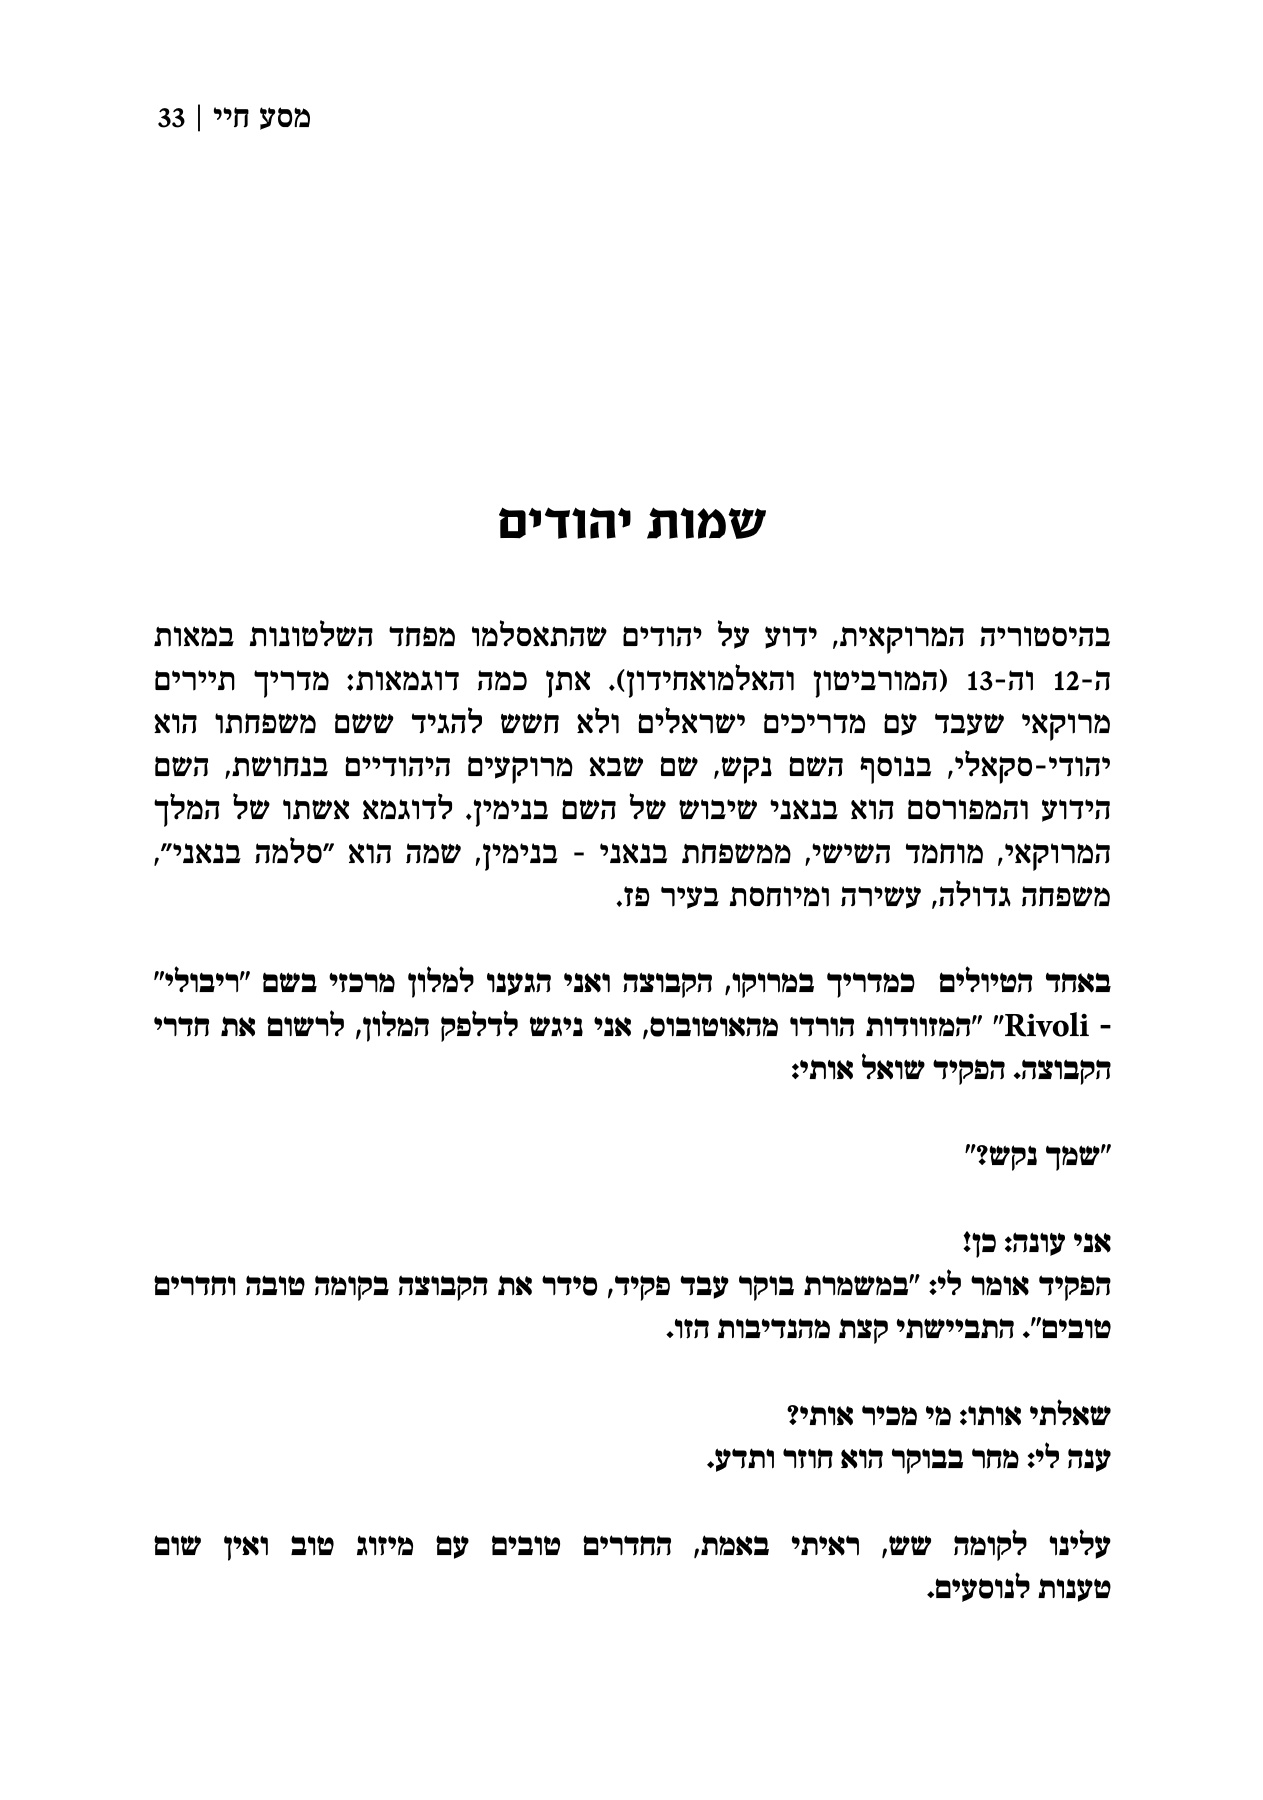 מסע חיי | 33
שמות יהודים
בהיסטוריה המרוקאית, ידוע על יהודים שהתאסלמו מפחד השלטונות במאות
ה-12 וה-13 (המורביטון והאלמואחידון). אתן כמה דוגמאות: מדריך תיירים
מרוקאי שעבד עם מדריכים ישראלים ולא חשש להגיד ששם משפחתו הוא
יהודי-סקאלי, בנוסף השם נקש, שם שבא מרוקעים היהודיים בנחושת, השם
הידוע והמפורסם הוא בנאני שיבוש של השם בנימין. לדוגמא אשתו של המלך
המרוקאי, מוחמד השישי, ממשפחת בנאני - בנימין, שמה הוא "סלמה בנאני",
משפחה גדולה, עשירה ומיוחסת בעיר פז.
באחד הטיולים כמדריך במרוקו, הקבוצה ואני הגענו למלון מרכזי בשם "ריבולי"
- Rivoli" "המזוודות הורדו מהאוטובוס, אני ניגש לדלפק המלון, לרשום את חדרי
הקבוצה. הפקיד שואל אותי:
"שמך נקש?"
אני עונה: כן!
הפקיד אומר לי: "במשמרת בוקר עבד פקיד, סידר את הקבוצה בקומה טובה וחדרים
טובים". התביישתי קצת מהנדיבות הזו.
שאלתי אותו: מי מכיר אותי?
ענה לי: מחר בבוקר הוא חוזר ותדע.
עלינו לקומה שש, ראיתי באמת, החדרים טובים עם מיזוג טוב ואין שום
טענות לנוסעים.